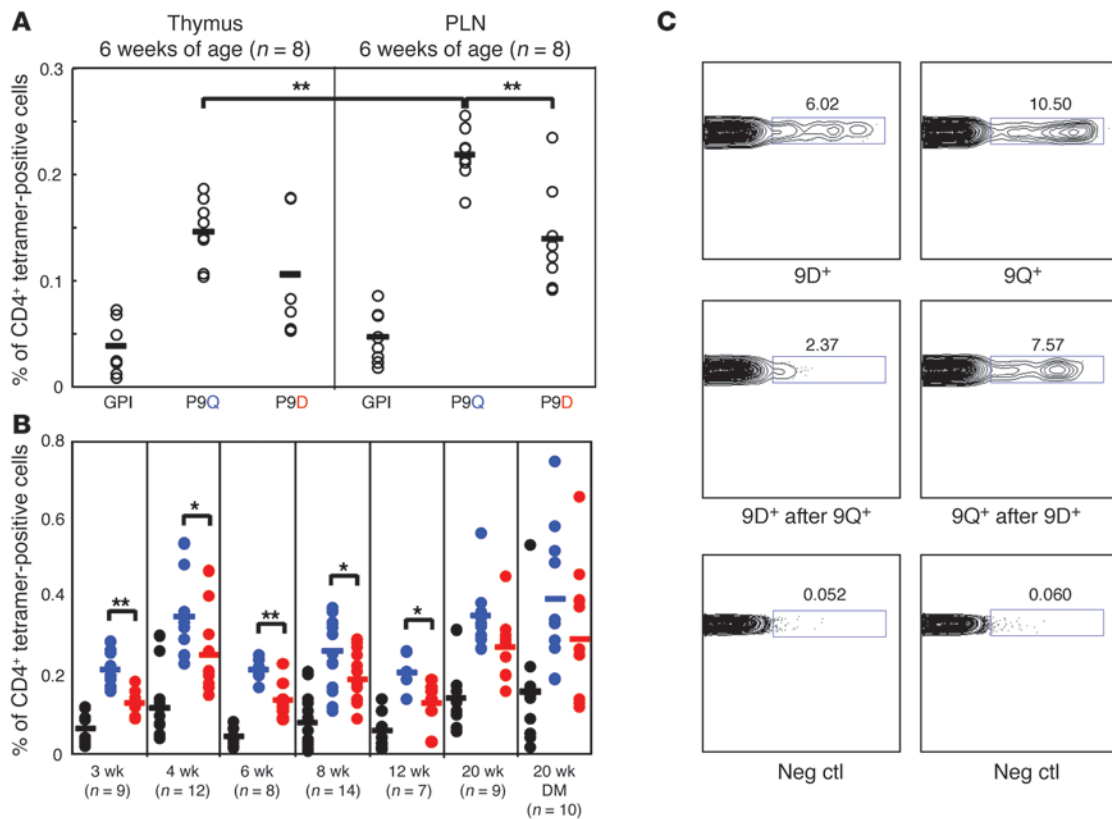 A
Thymus
6 weeks of age (n = 8)
PLN
6 weeks of age (n = 8)
% of CD4+ tetramer-positive cells
0.3
0.2
0.1
0
**
**
GPI
P9Q
P9D
GPI
P9Q
P9D
B
% of CD4+ tetramer-positive cells
0.8
0.6
0.4
0.2
0
**
*
**
*
*
3 wk
(n = 9)
4 wk
(n = 12)
6 wk
(n = 8)
8 wk
(n = 14)
12 wk
(n = 7)
20 wk
(n = 9)
20 wk
DM
(n = 10)
C
6.02
9D+
10.50
9Q+
2.37
9D+ after 9Q+
7.57
9Q+ after 9D+
0.052
Neg ctl
0.060
Neg ctl